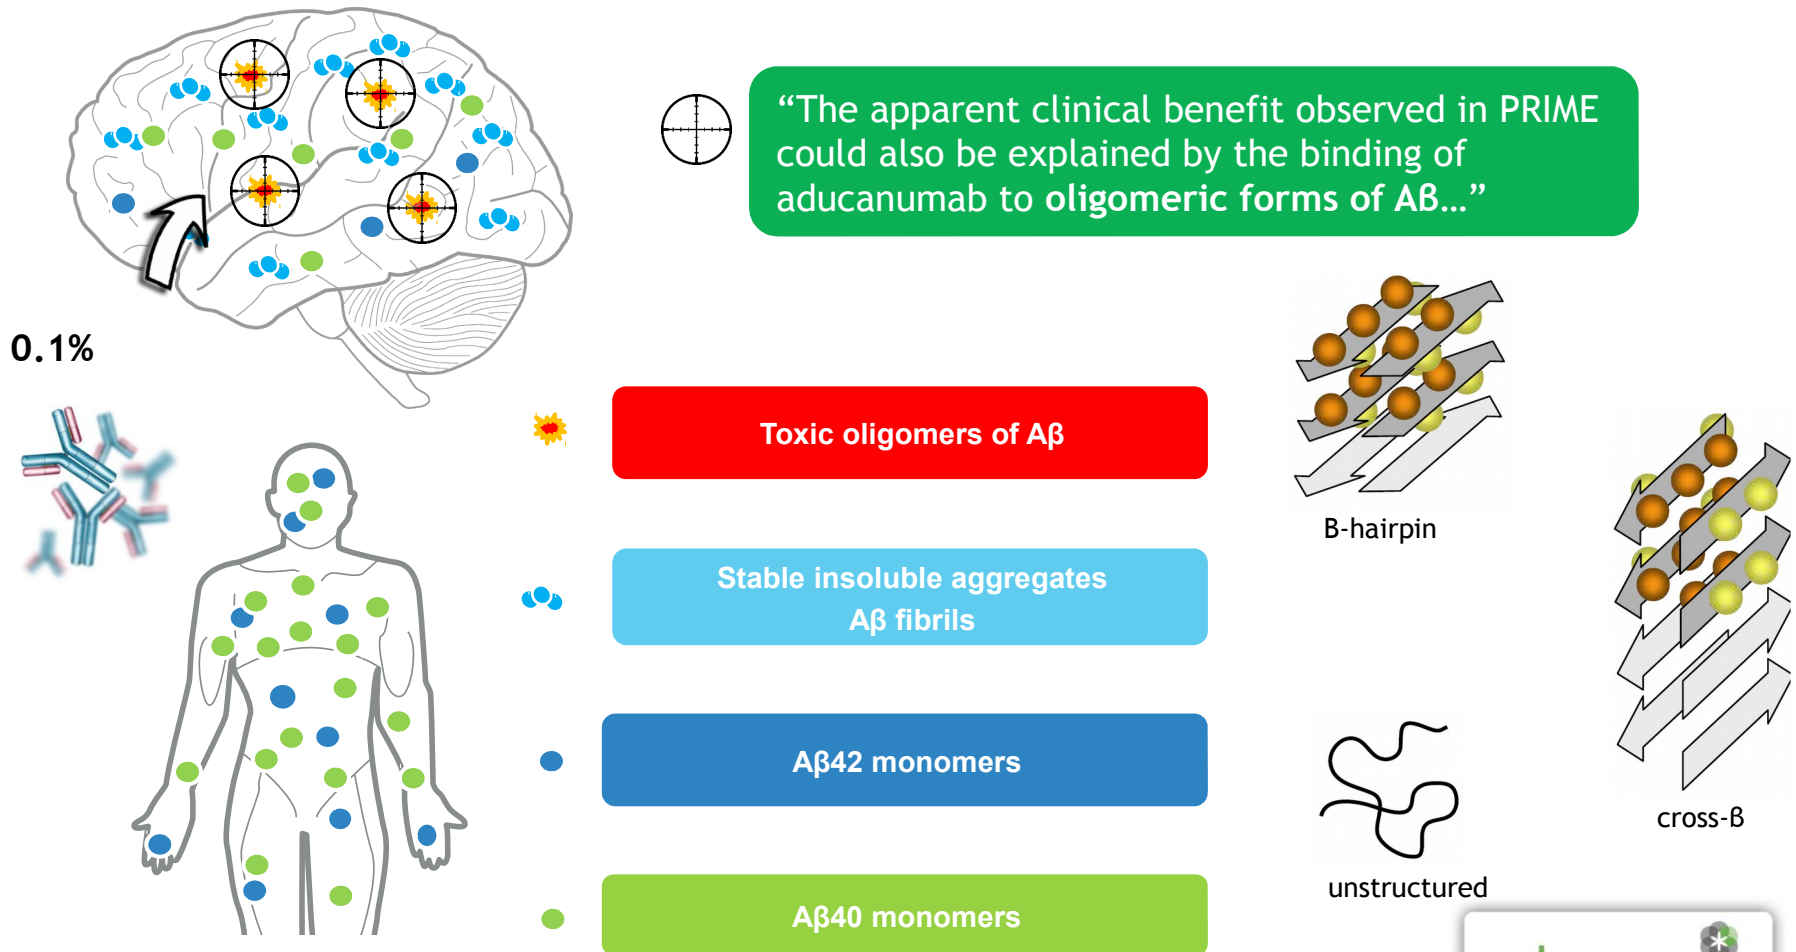 “The apparent clinical benefit observed in PRIME
could also be explained by the binding of
aducanumab to oligomeric forms of Aß…”
0.1%
Toxic oligomers of Aβ
B-hairpin
Stable insoluble aggregates
Aβ fibrils
Aβ42 monomers
cross-ß
unstructured
Aβ40 monomers